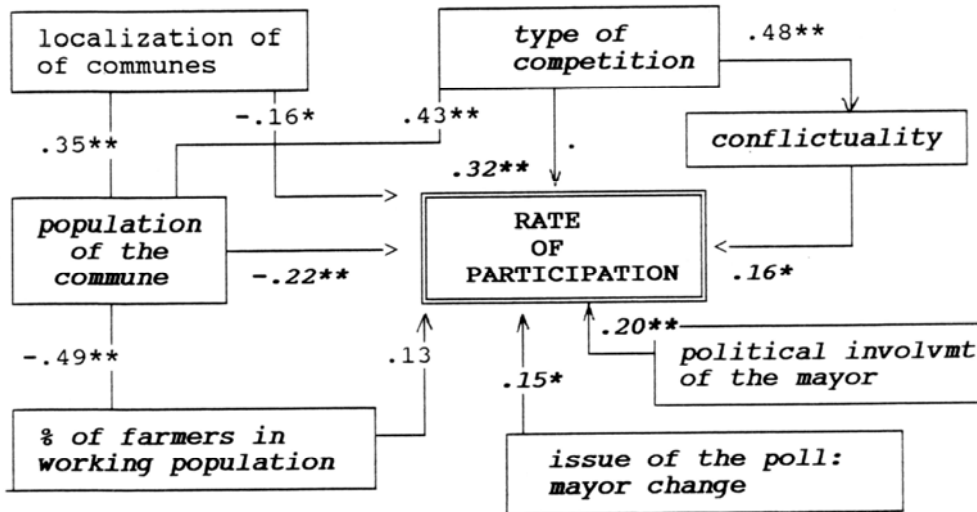 localization of
of communes
type of
competition
.48**
-.16*
.43**
.35**
conflictuality
.32**
population
of the
commune
RATE
OF
PARTICIPATION
-.22**
.16*
-.49**
.13
.20**
.15*
political involvmt
of the mayor
% of farmers in
working population
issue of the poll:
mayor change